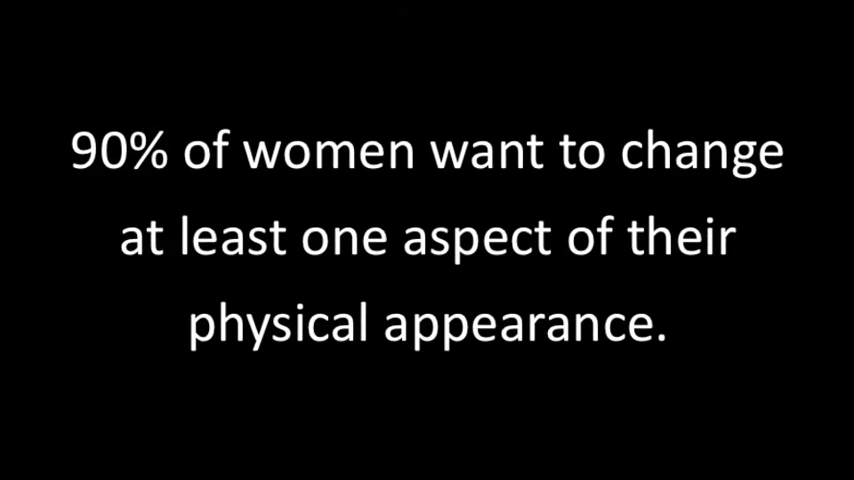 90% of women want to change
at least one aspect of their
physical appearance.